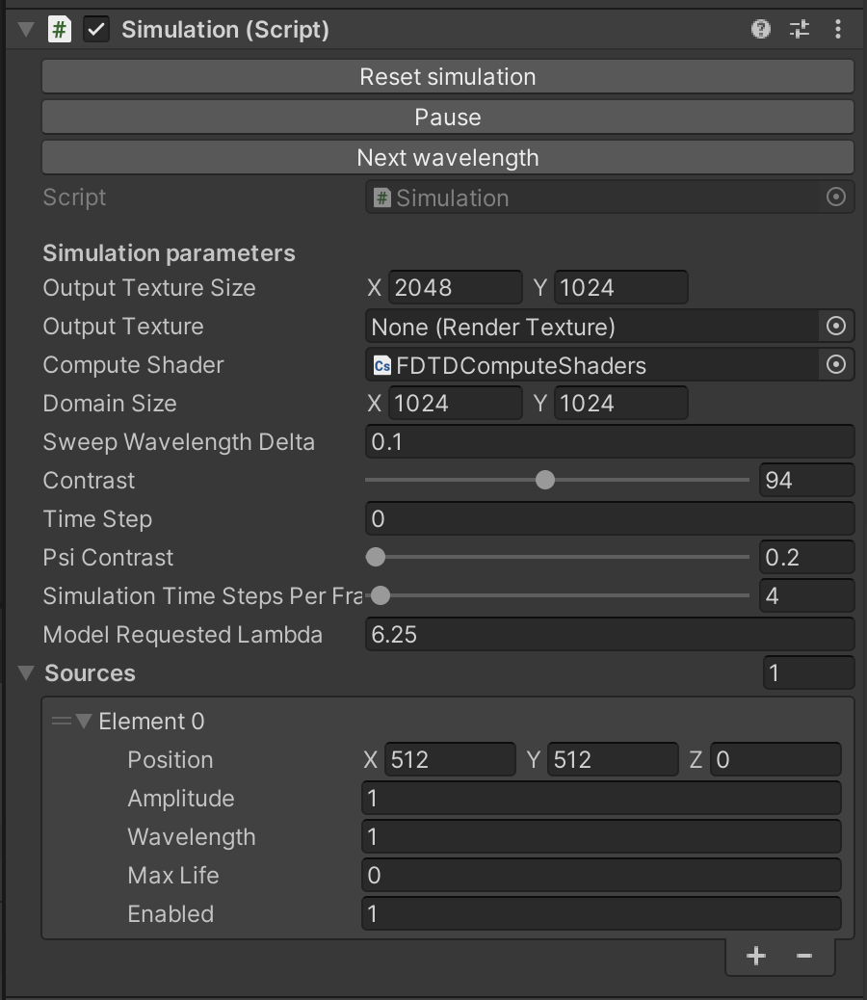 Simulation (Script)
Reset simulation
Pause
Next wavelength
Script # Simulation
Simulation parameters
Output Texture Size X 2048 Y 1024
Output Texture None (Render Texture)
Compute Shader Cs FDTDComputeShaders
Domain Size X 1024 Y 1024
Sweep Wavelength Delta 0.1
Contrast 94
Time Step 0
Psi Contrast 0.2
Simulation Time Steps Per Fra 4
Model Requested Lambda 6.25
Sources 1
Element 0
Position X 512 Y 512 Z 0
Amplitude 1
Wavelength 1
Max Life 0
Enabled 1